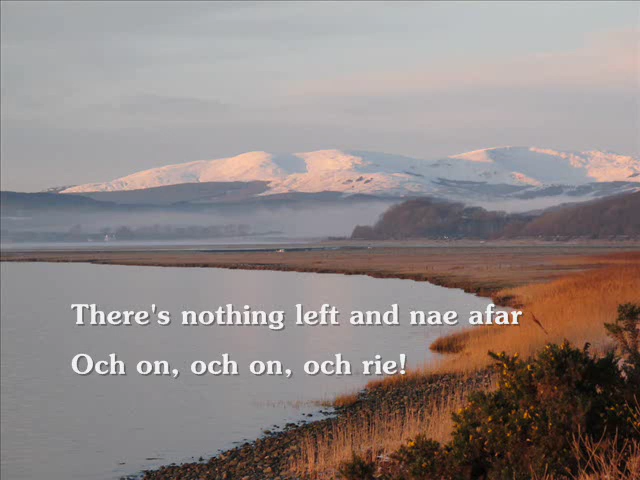 There's nothing left and nae afar
Och on, och on, och rie!